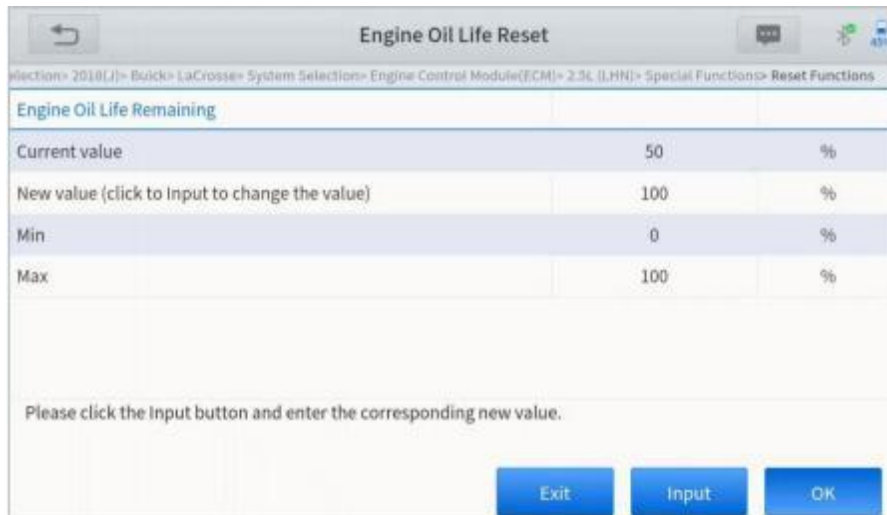 Engine Oil Life Reset
election> 2018(J)> Buick> LaCrosse> System Selection> Engine Control Module(ECM)> 2.5L (LHN)> Special Functions> Reset Functions
Engine Oil Life Remaining
Current value 50 %
New value (click to Input to change the value) 100 %
Min 0 %
Max 100 %
Please click the Input button and enter the corresponding new value.
Exit Input OK